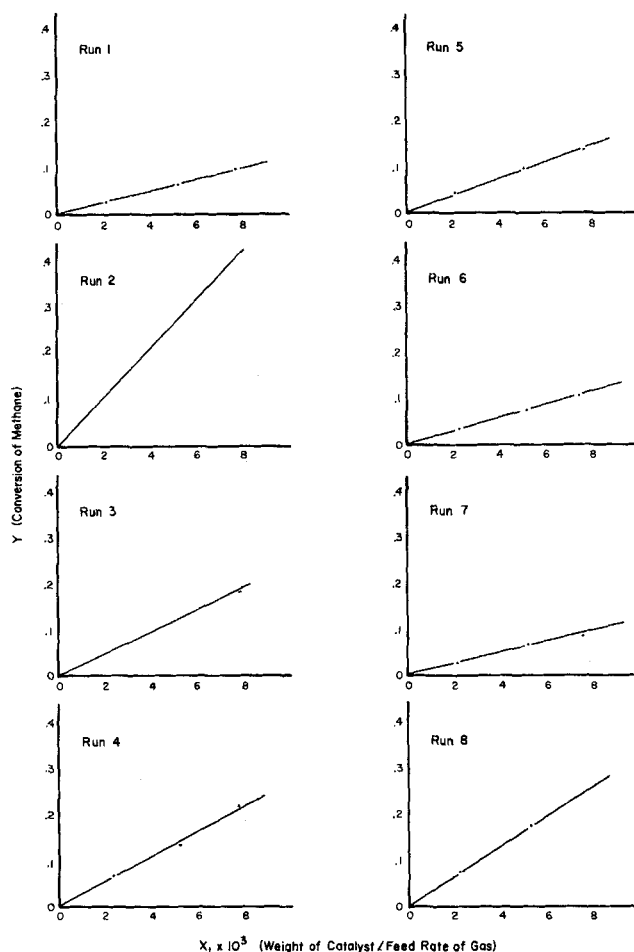 Run 1
.4
.3
.2
.1
0
0 2 4 6 8
Run 5
.4
.3
.2
.1
0
0 2 4 6 8
Run 2
.4
.3
.2
.1
0
0 2 4 6 8
Run 6
.4
.3
.2
.1
0
0 2 4 6 8
Run 3
.4
.3
.2
.1
0
0 2 4 6 8
Run 7
.4
.3
.2
.1
0
0 2 4 6 8
Run 4
.4
.3
.2
.1
0
0 2 4 6 8
Run 8
.4
.3
.2
.1
0
0 2 4 6 8
Y (Conversion of Methane)
X, x 10³ (Weight of Catalyst/Feed Rate of Gas)